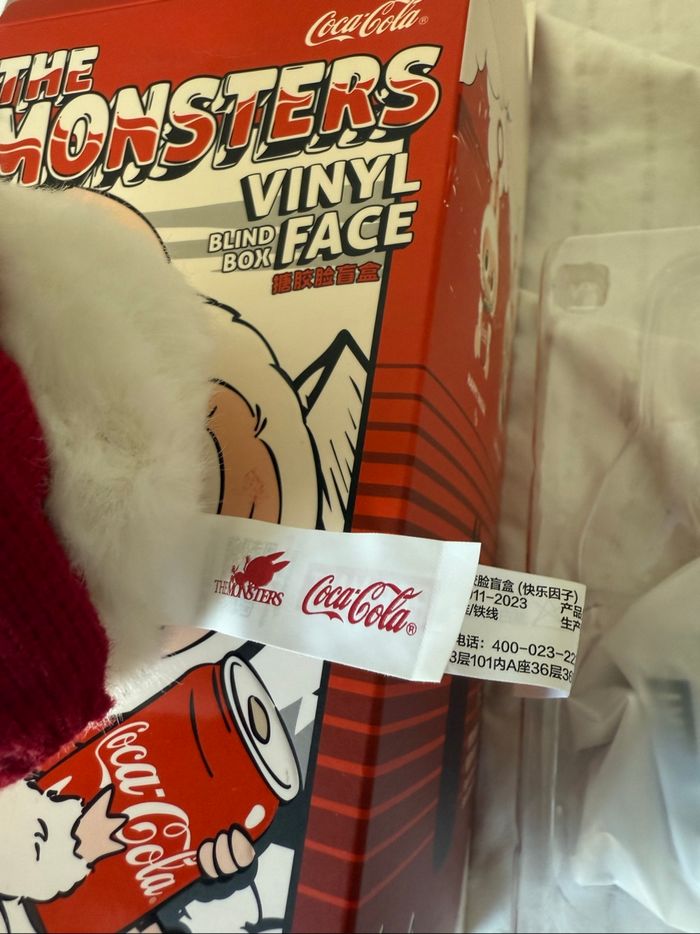 Coca-Cola®
THE
MONSTERS
VINYL
BLIND FACE
BOX
搪胶脸盲盒
THE MONSTERS Coca-Cola®
脸盲盒 (快乐因子)
11-2023 产品
/铁线 生产
电话：400-023-22
3层101内A座36层
Coca-Cola